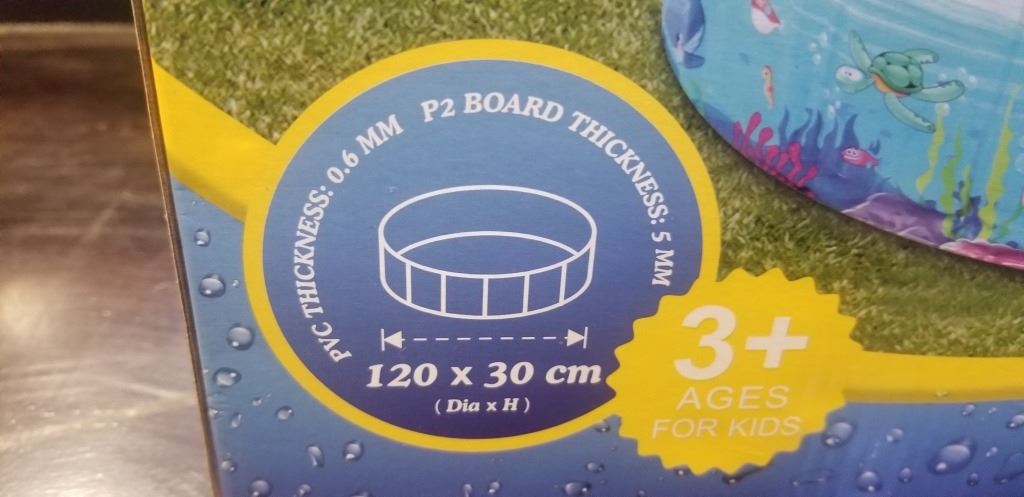 PVC THICKNESS: 0.6 MM
P2 BOARD THICKNESS: 5 MM
120 x 30 cm
( Dia x H )
3+
AGES
FOR KIDS